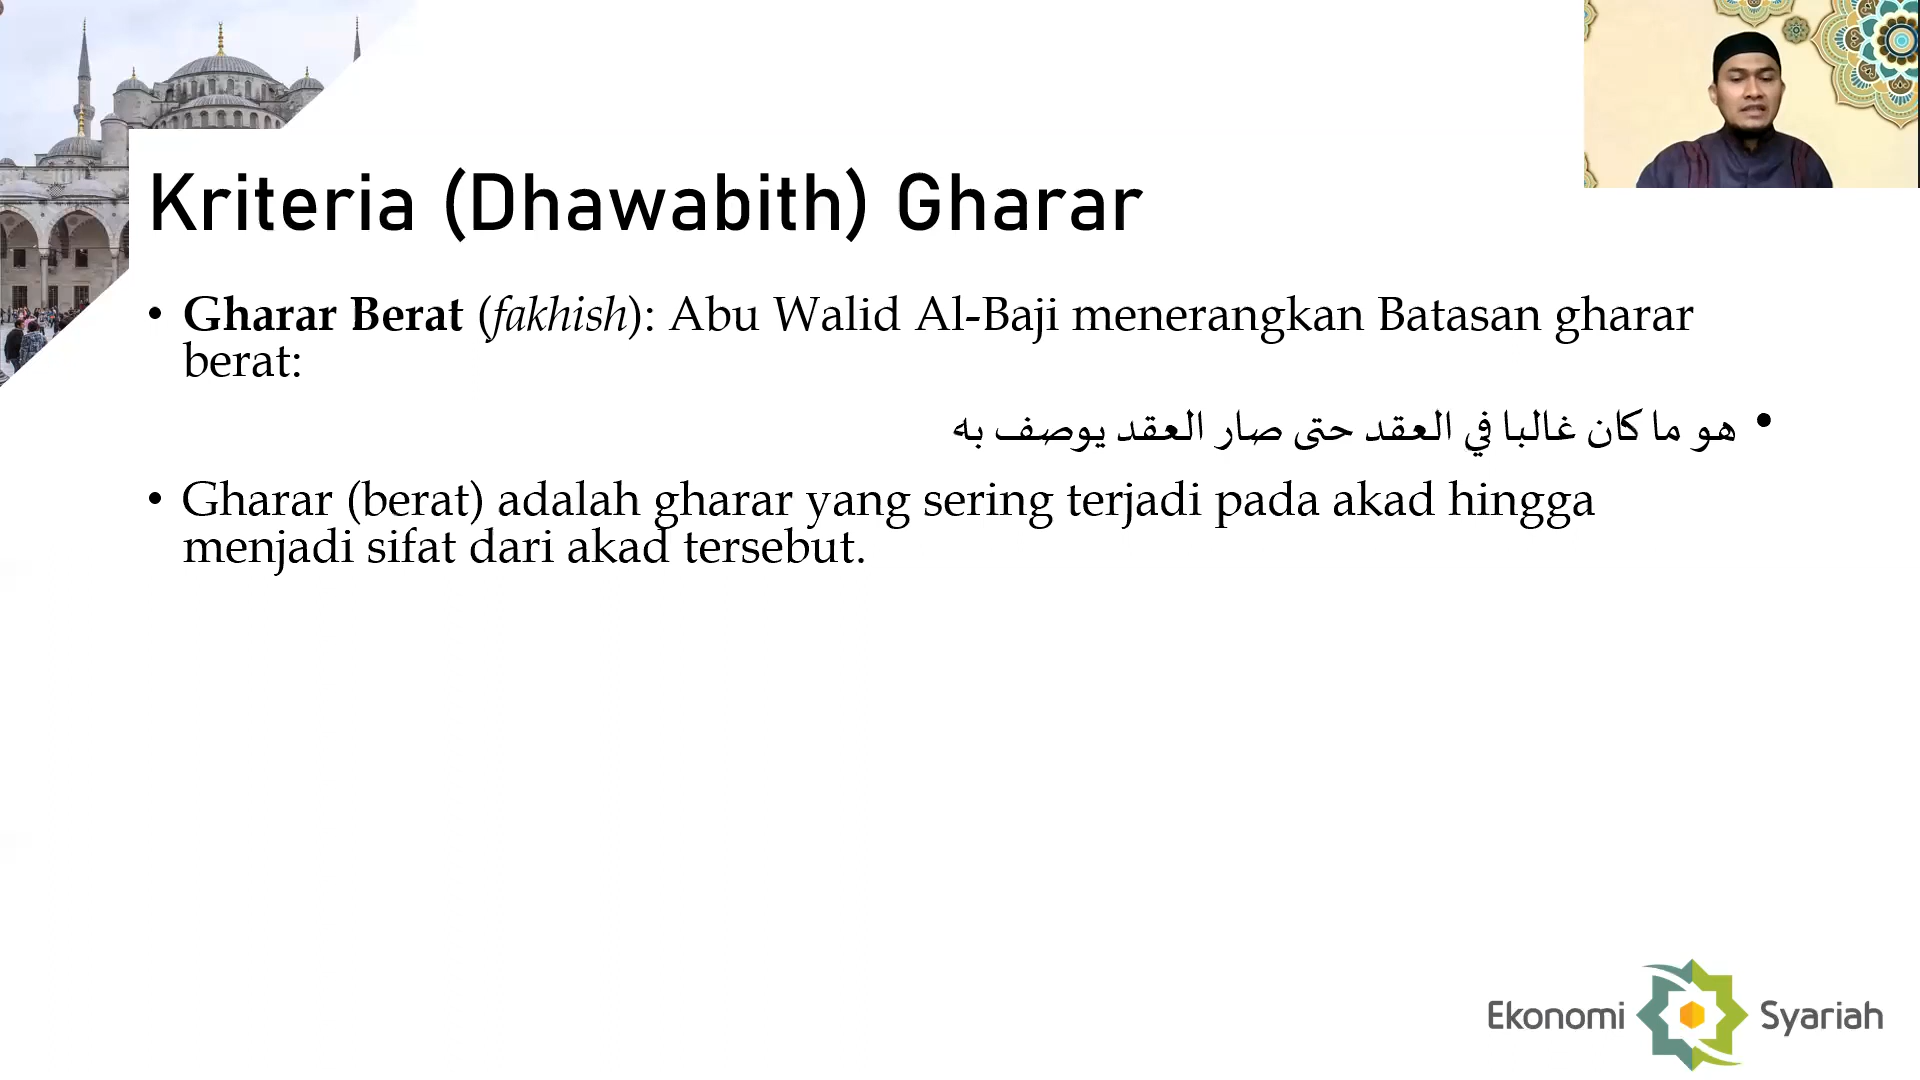 Kriteria (Dhawabith) Gharar
• Gharar Berat (fakhish): Abu Walid Al-Baji menerangkan Batasan gharar
berat:
• هو ما كان غالبا في العقد حتى صار العقد يوصف به
• Gharar (berat) adalah gharar yang sering terjadi pada akad hingga
menjadi sifat dari akad tersebut.
Ekonomi Syariah